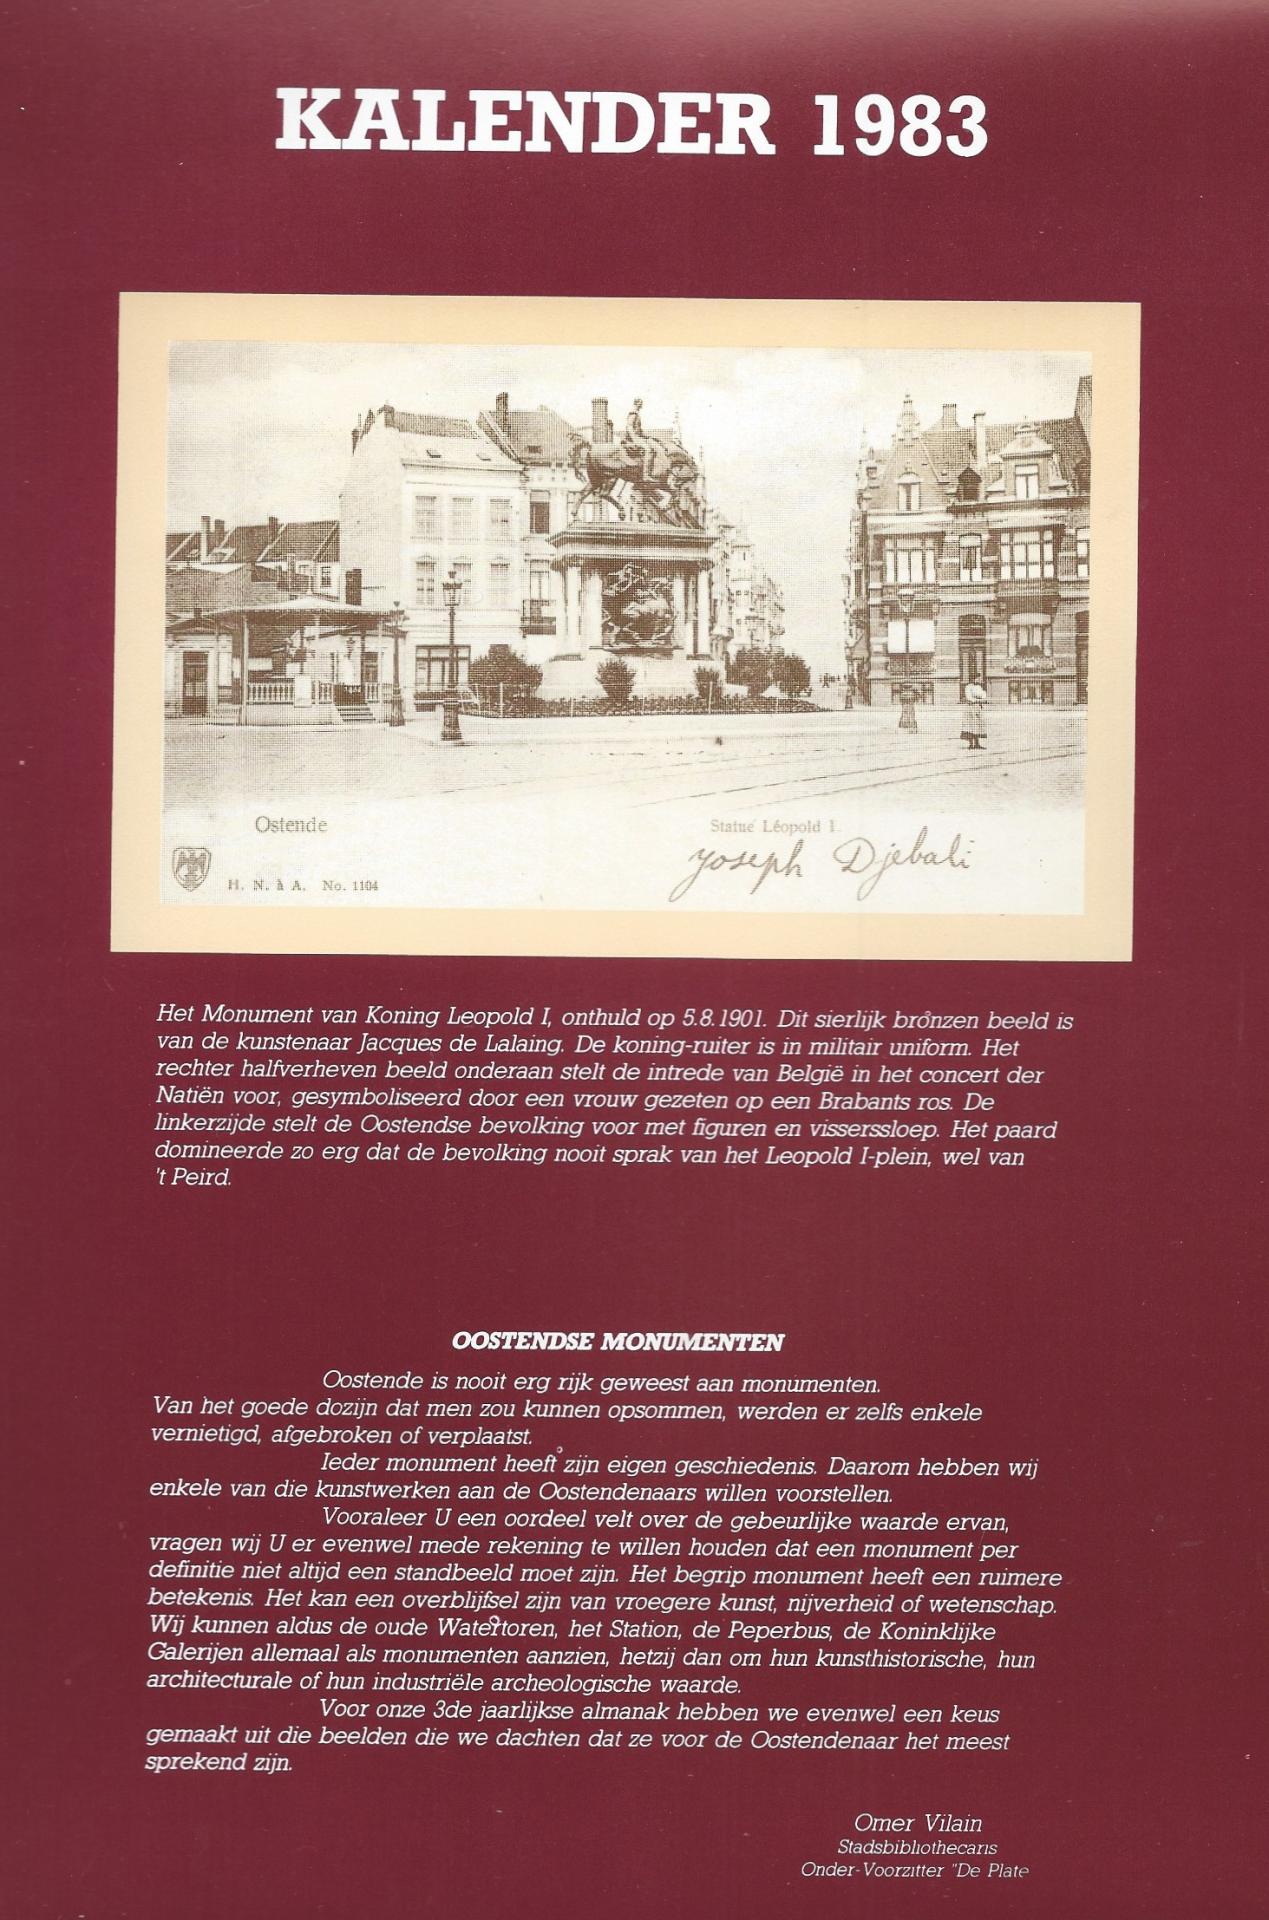 KALENDER 1983
Ostende
Statue Léopold I.
Joseph Djebali
H. N. à A. No. 1104
Het Monument van Koning Leopold I, onthuld op 5.8.1901. Dit sierlijk bronzen beeld is
van de kunstenaar Jacques de Lalaing. De koning-ruiter is in militair uniform. Het
rechter halfverheven beeld onderaan stelt de intrede van België in het concert der
Natiën voor, gesymboliseerd door een vrouw gezeten op een Brabants ros. De
linkerzijde stelt de Oostendse bevolking voor met figuren en visserssloep. Het paard
domineerde zo erg dat de bevolking nooit sprak van het Leopold I-plein, wel van
't Peird.
OOSTENDSE MONUMENTEN
Oostende is nooit erg rijk geweest aan monumenten.
Van het goede dozijn dat men zou kunnen opsommen, werden er zelfs enkele
vernietigd, afgebroken of verplaatst.
Ieder monument heeft zijn eigen geschiedenis. Daarom hebben wij
enkele van die kunstwerken aan de Oostendenaars willen voorstellen.
Vooraleer U een oordeel velt over de gebeurlijke waarde ervan,
vragen wij U er evenwel mede rekening te willen houden dat een monument per
definitie niet altijd een standbeeld moet zijn. Het begrip monument heeft een ruimere
betekenis. Het kan een overblijfsel zijn van vroegere kunst, nijverheid of wetenschap.
Wij kunnen aldus de oude Watertoren, het Station, de Peperbus, de Koninklijke
Galerijen allemaal als monumenten aanzien, hetzij dan om hun kunsthistorische, hun
architecturale of hun industriële archeologische waarde.
Voor onze 3de jaarlijkse almanak hebben we evenwel een keus
gemaakt uit die beelden die we dachten dat ze voor de Oostendenaar het meest
sprekend zijn.
Omer Vilain
Stadsbibliothecaris
Onder-Voorzitter "De Plate